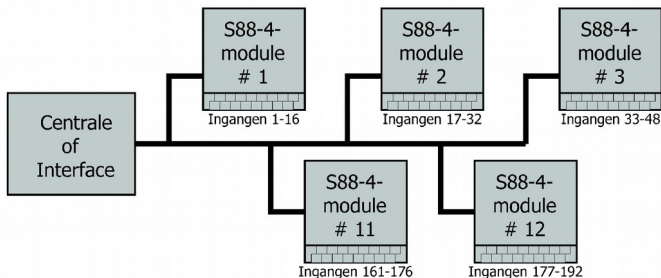 S88-4-
module
# 1
Ingangen 1-16
S88-4-
module
# 2
Ingangen 17-32
S88-4-
module
# 3
Ingangen 33-48
Centrale
of
Interface
S88-4-
module
# 11
Ingangen 161-176
S88-4-
module
# 12
Ingangen 177-192